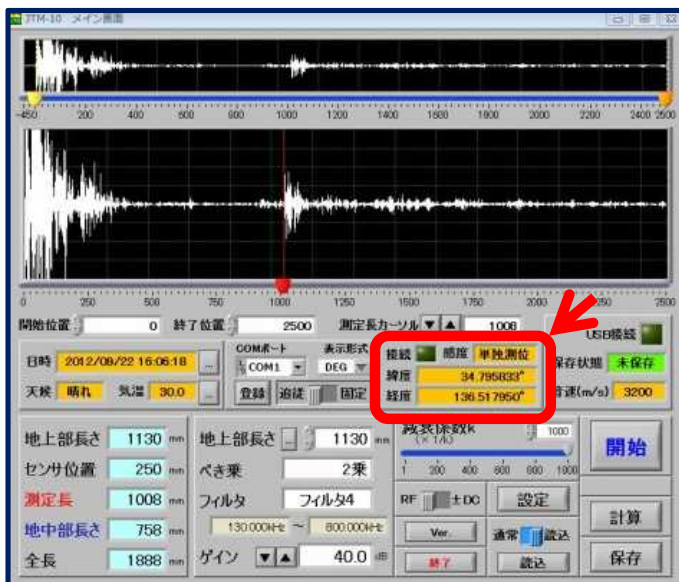 JTM-10 メイン画面
-450 200 400 600 800 1000 1200 1400 1600 1800 2000 2200 2400 2500
0 250 500 750 1000 1250 1500 1750 2000 2250 2500
開始位置 0 終了位置 2500 測定長カーソル 1008
USB接続
日時 2012/08/22 16:06:18 ...
COMポート 表示形式
COM1 DEG
接続 感度 単独測位
保存状態 未保存
緯度 34.795833°
天候 晴れ 気温 30.0 ...
登録 追従 固定
経度 136.517950°
音速(m/s) 3200
地上部長さ 1130 mm
地上部長さ ... 1130 mm
減衰係数k
(×1/k) 1000
1 200 400 600 800 1000
開始
センサ位置 250 mm
べき乗 2乗
測定長 1008 mm
フィルタ フィルタ4
RF ±DC 設定
地中部長さ 758 mm
130.000kHz ~ 800.000kHz
Ver. 通常 読込
計算
全長 1888 mm
ゲイン 40.0 dB
終了 読込
保存